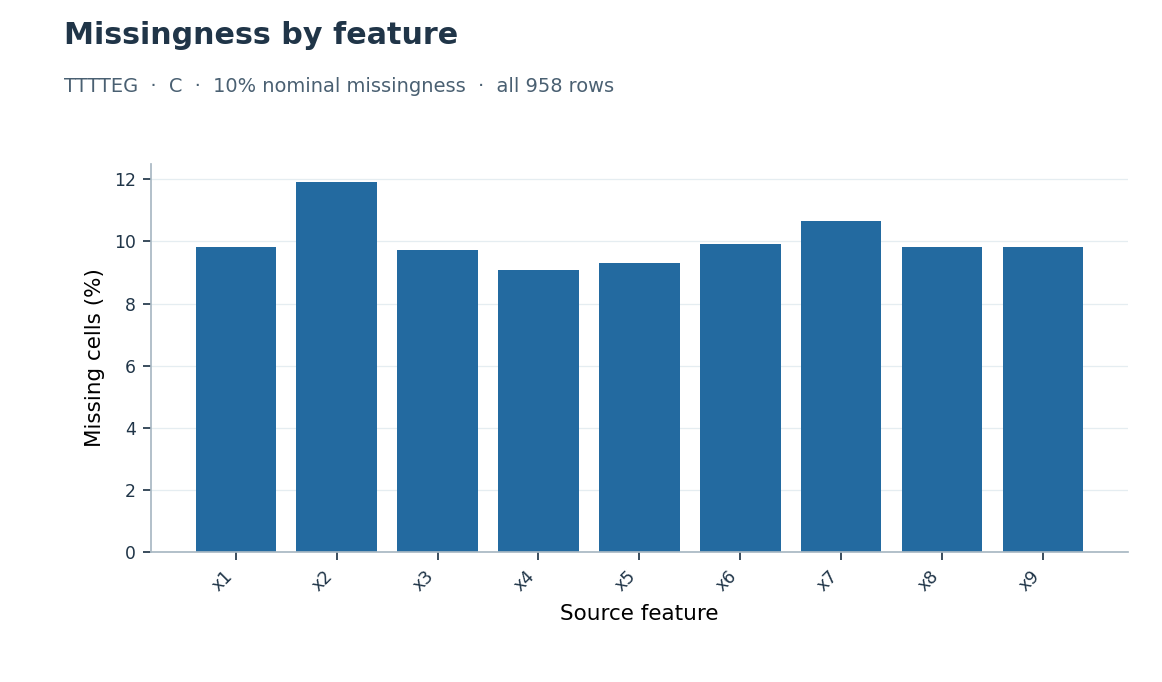 Missingness by feature
TTTTEG · C · 10% nominal missingness · all 958 rows
Missing cells (%)
12
10
8
6
4
2
0
x1 x2 x3 x4 x5 x6 x7 x8 x9
Source feature